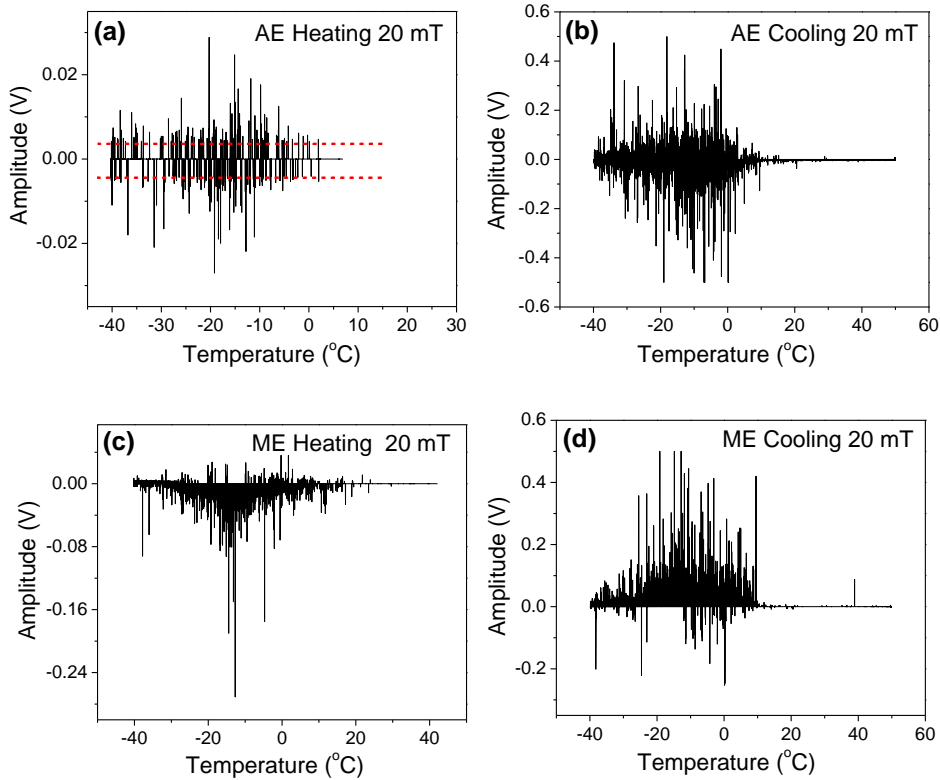 (a) AE Heating 20 mT
0.02
0.00
-0.02
Amplitude (V)
-40 -30 -20 -10 0 10 20 30
Temperature (°C)
(b) AE Cooling 20 mT
0.6
0.4
0.2
0.0
-0.2
-0.4
-0.6
Amplitude (V)
-40 -20 0 20 40 60
Temperature (°C)
(c) ME Heating 20 mT
0.00
-0.08
-0.16
-0.24
Amplitude (V)
-40 -20 0 20 40
Temperature (°C)
(d) ME Cooling 20 mT
0.6
0.4
0.2
0.0
-0.2
Amplitude (V)
-40 -20 0 20 40 60
Temperature (°C)